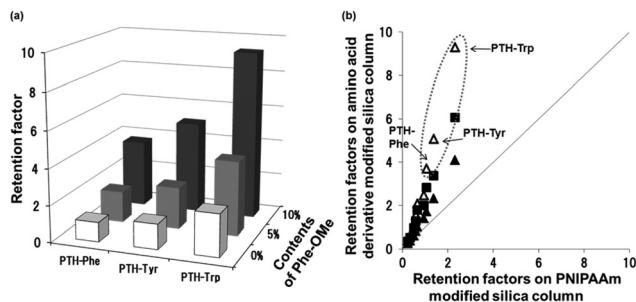 (a)
Retention factor
10
8
6
4
2
0
PTH-Phe
PTH-Tyr
PTH-Trp
0%
5%
10%
Contents
of Phe-OMe
(b)
Retention factors on amino acid
derivative modified silica column
10
8
6
4
2
0
PTH-Trp
PTH-Tyr
PTH-
Phe
0
2
4
6
8
10
Retention factors on PNIPAAm
modified silica column